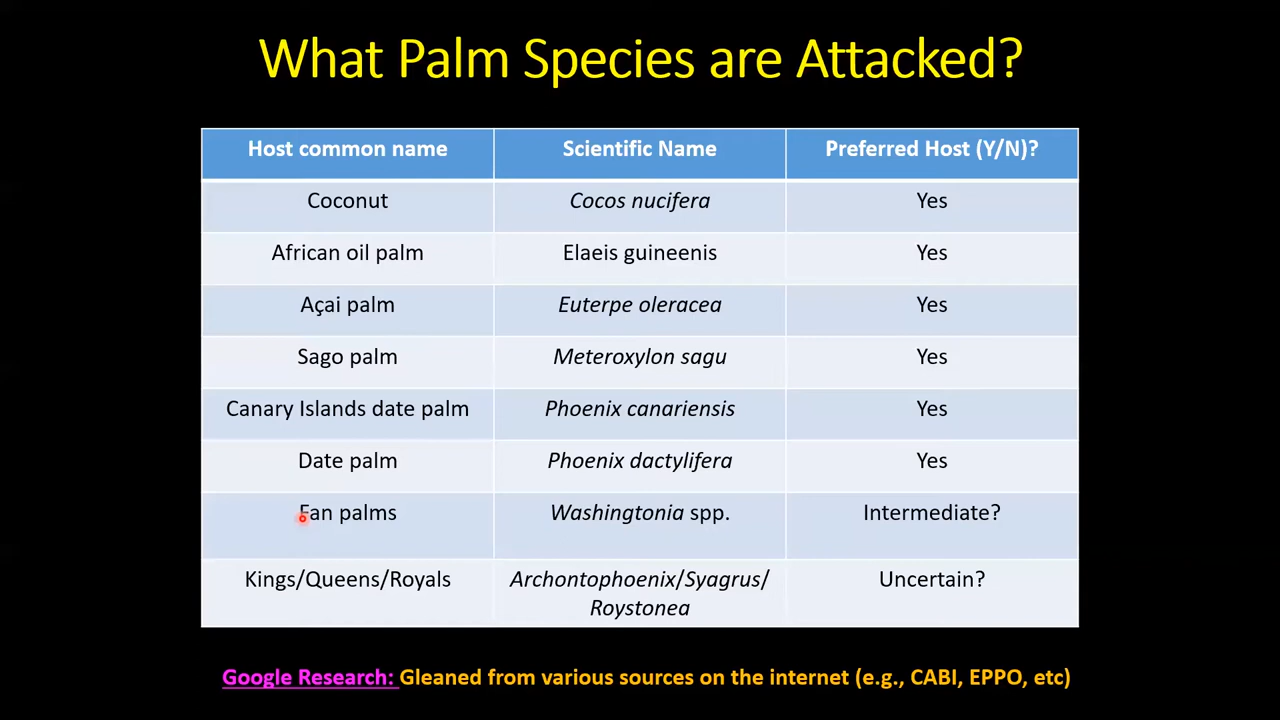 What Palm Species are Attacked?
Host common name Scientific Name Preferred Host (Y/N)?
Coconut Cocos nucifera Yes
African oil palm Elaeis guineenis Yes
Açai palm Euterpe oleracea Yes
Sago palm Meteroxylon sagu Yes
Canary Islands date palm Phoenix canariensis Yes
Date palm Phoenix dactylifera Yes
Fan palms Washingtonia spp. Intermediate?
Kings/Queens/Royals Archontophoenix/Syagrus/ Uncertain?
Roystonea
Google Research: Gleaned from various sources on the internet (e.g., CABI, EPPO, etc)